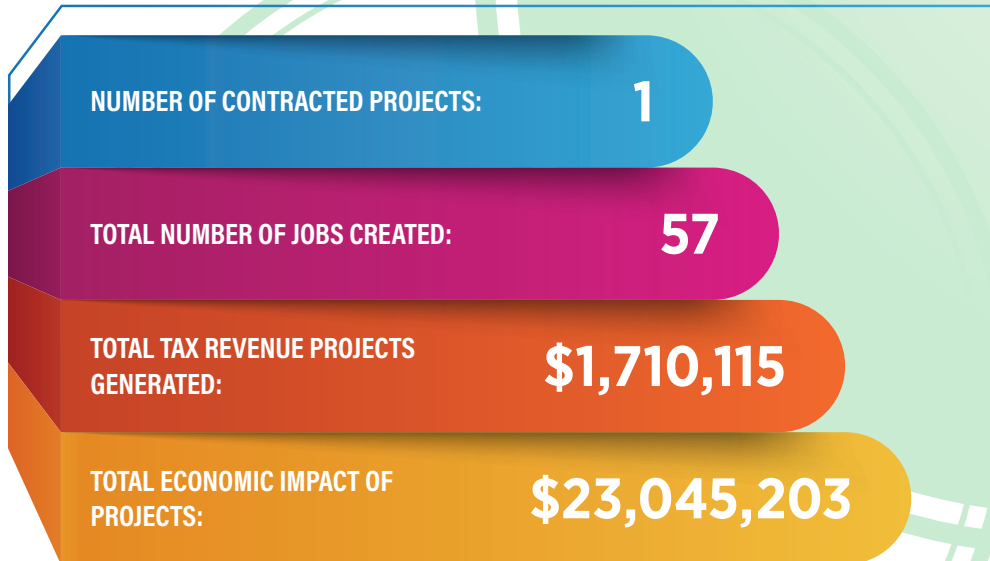 NUMBER OF CONTRACTED PROJECTS: 1
TOTAL NUMBER OF JOBS CREATED: 57
TOTAL TAX REVENUE PROJECTS
GENERATED:
$1,710,115
TOTAL ECONOMIC IMPACT OF
PROJECTS:
$23,045,203